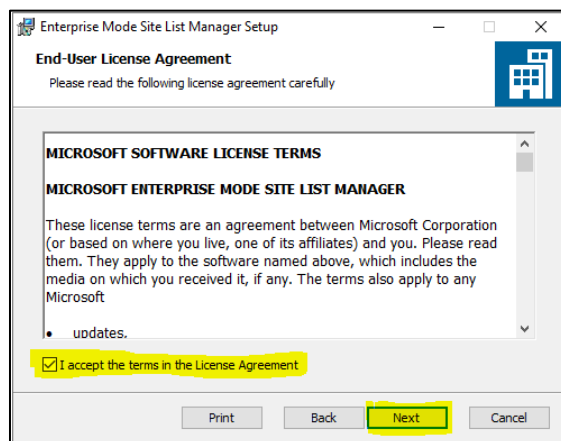 Enterprise Mode Site List Manager Setup
End-User License Agreement
Please read the following license agreement carefully
MICROSOFT SOFTWARE LICENSE TERMS
MICROSOFT ENTERPRISE MODE SITE LIST MANAGER
These license terms are an agreement between Microsoft Corporation
(or based on where you live, one of its affiliates) and you. Please read
them. They apply to the software named above, which includes the
media on which you received it, if any. The terms also apply to any
Microsoft
• updates,
I accept the terms in the License Agreement
Print Back Next Cancel